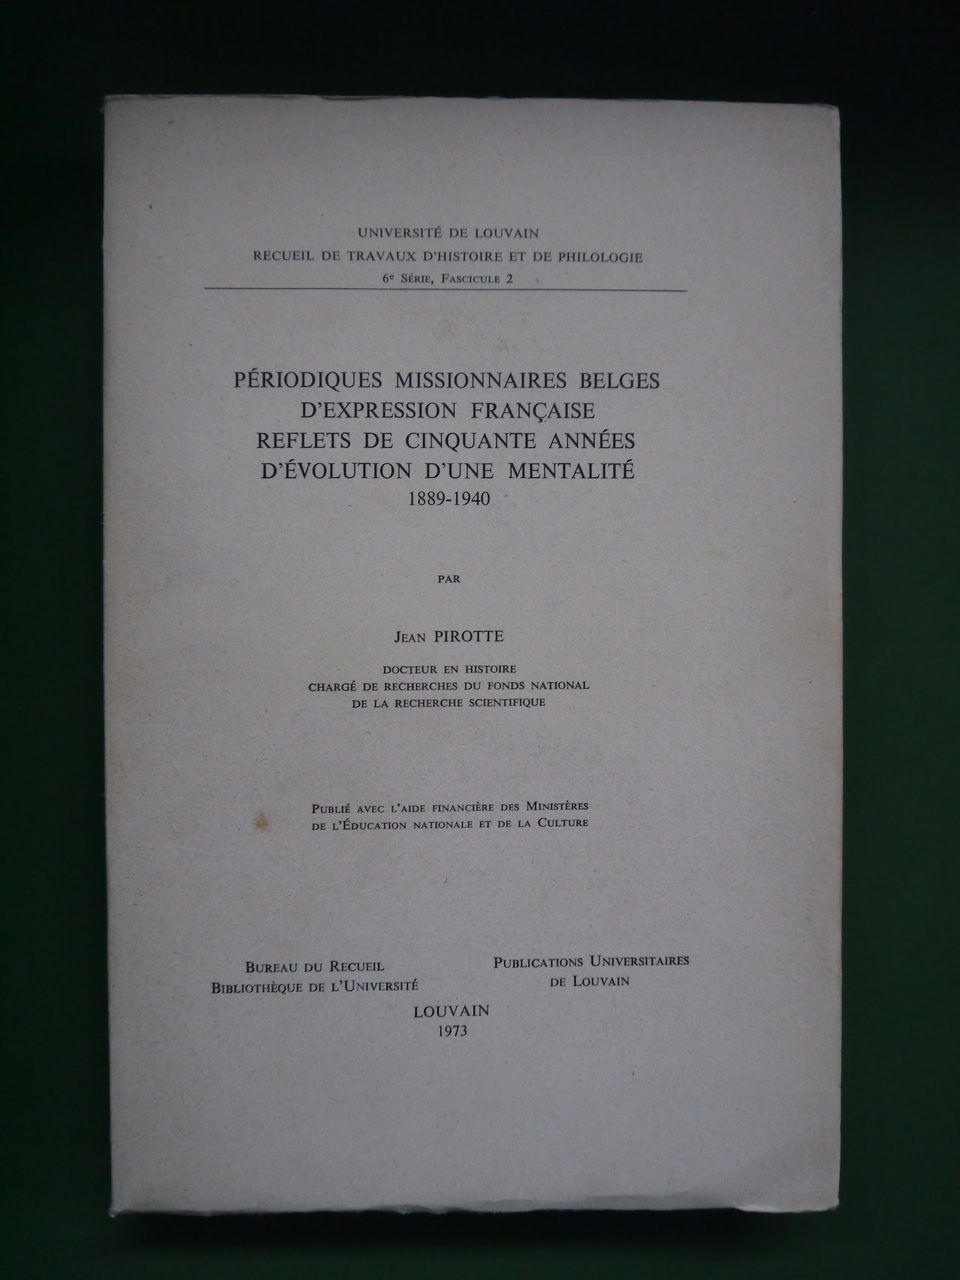 UNIVERSITÉ DE LOUVAIN
RECUEIL DE TRAVAUX D'HISTOIRE ET DE PHILOLOGIE
6e SÉRIE, FASCICULE 2
PÉRIODIQUES MISSIONNAIRES BELGES
D'EXPRESSION FRANÇAISE
REFLETS DE CINQUANTE ANNÉES
D'ÉVOLUTION D'UNE MENTALITÉ
1889-1940
PAR
JEAN PIROTTE
DOCTEUR EN HISTOIRE
CHARGÉ DE RECHERCHES DU FONDS NATIONAL
DE LA RECHERCHE SCIENTIFIQUE
PUBLIÉ AVEC L'AIDE FINANCIÈRE DES MINISTÈRES
DE L'ÉDUCATION NATIONALE ET DE LA CULTURE
BUREAU DU RECUEIL
BIBLIOTHÈQUE DE L'UNIVERSITÉ
PUBLICATIONS UNIVERSITAIRES
DE LOUVAIN
LOUVAIN
1973